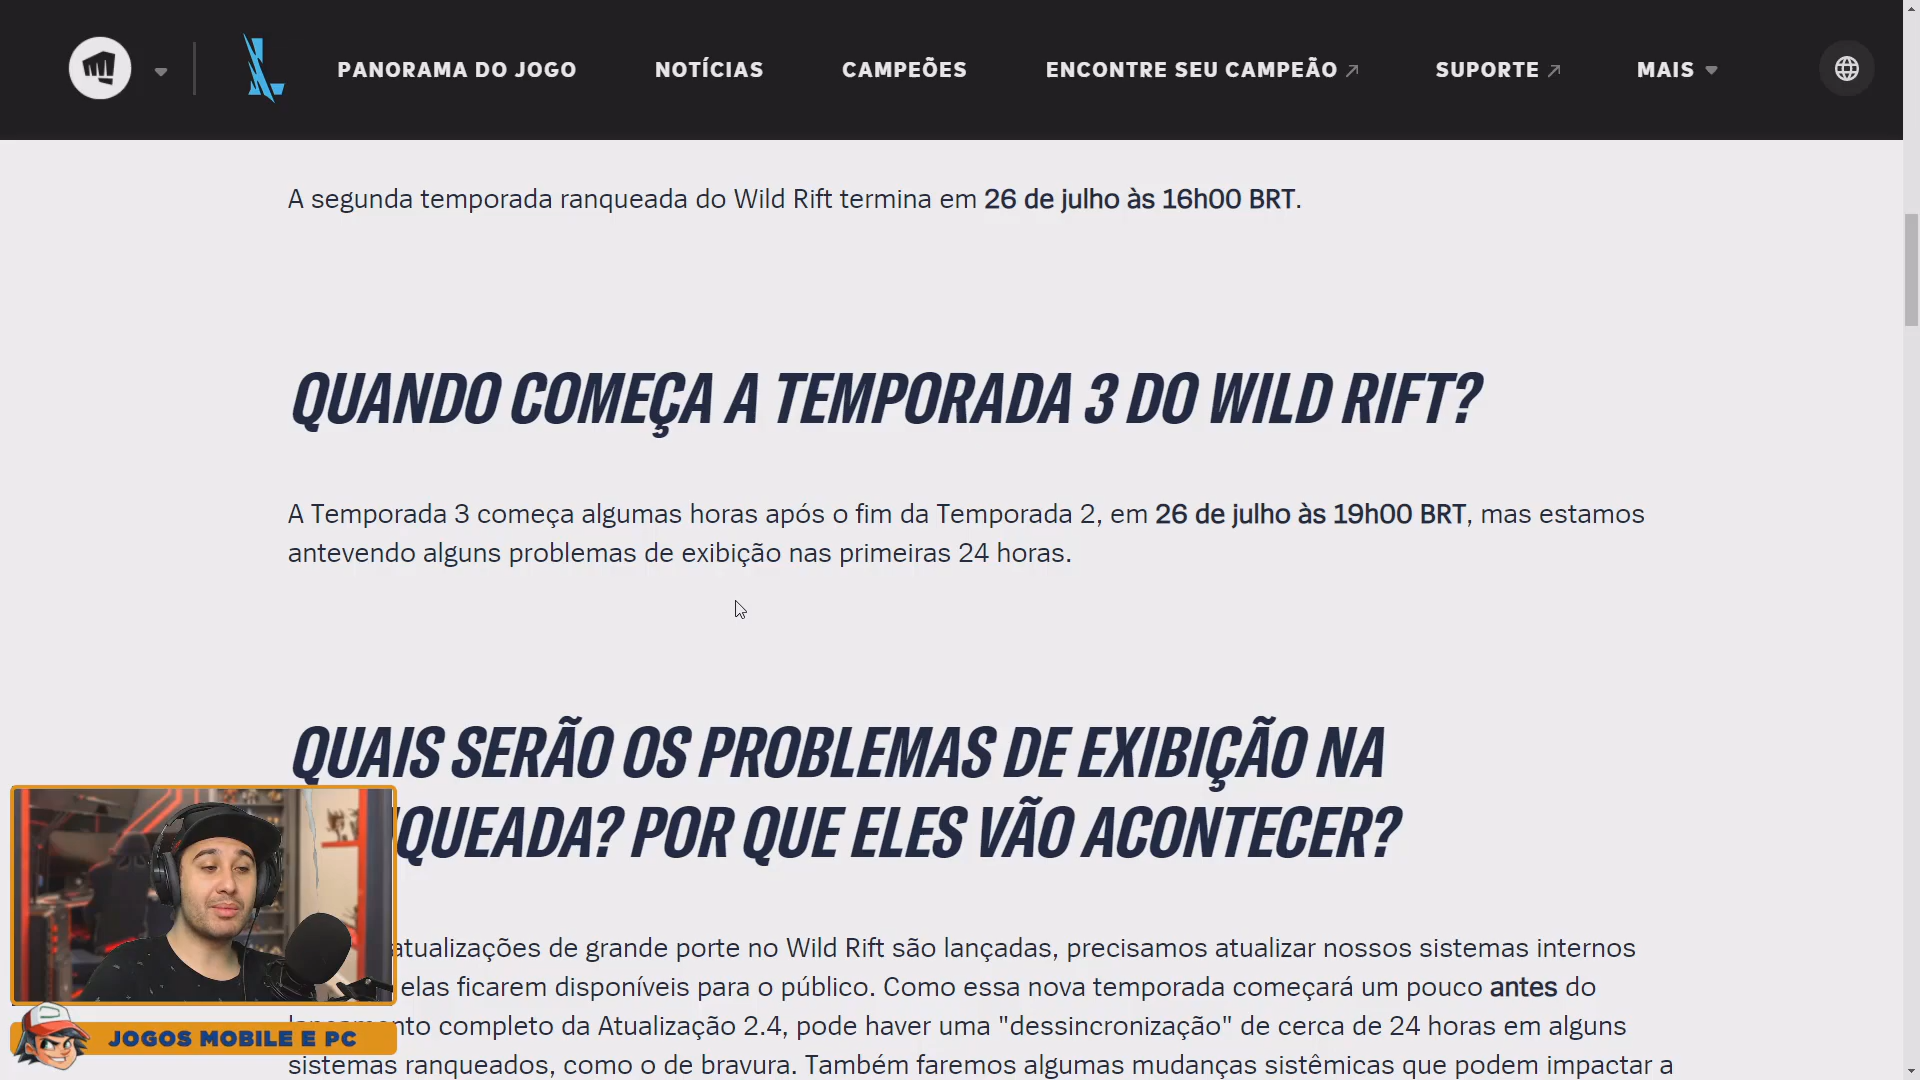 PANORAMA DO JOGO
NOTÍCIAS
CAMPEÕES
ENCONTRE SEU CAMPEÃO
SUPORTE
MAIS
A segunda temporada ranqueada do Wild Rift termina em 26 de julho às 16h00 BRT.
QUANDO COMEÇA A TEMPORADA 3 DO WILD RIFT?
A Temporada 3 começa algumas horas após o fim da Temporada 2, em 26 de julho às 19h00 BRT, mas estamos
antevendo alguns problemas de exibição nas primeiras 24 horas.
QUAIS SERÃO OS PROBLEMAS DE EXIBIÇÃO NA
QUEADA? POR QUE ELES VÃO ACONTECER?
atualizações de grande porte no Wild Rift são lançadas, precisamos atualizar nossos sistemas internos
elas ficarem disponíveis para o público. Como essa nova temporada começará um pouco antes do
completo da Atualização 2.4, pode haver uma "dessincronização" de cerca de 24 horas em alguns
sistemas ranqueados, como o de bravura. Também faremos algumas mudanças sistêmicas que podem impactar a
JOGOS MOBILE E PC